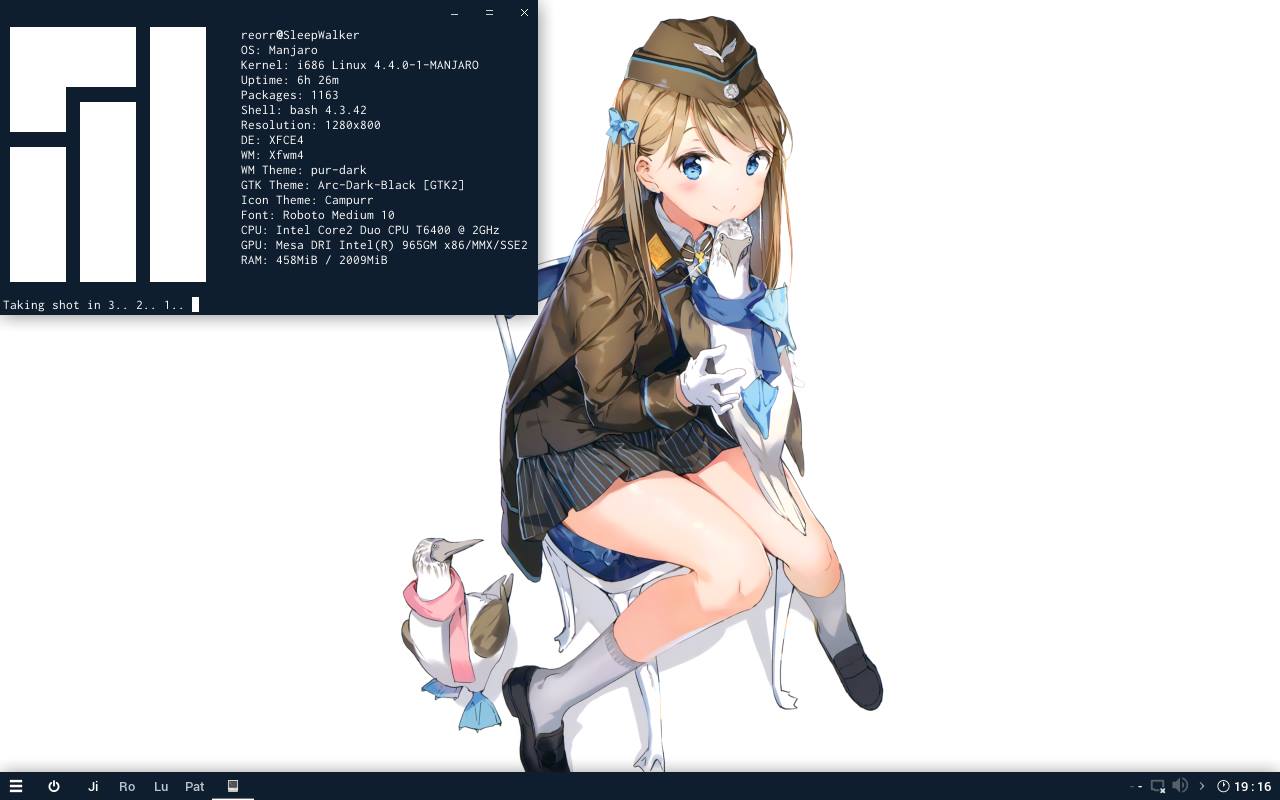 reorr@SleepWalker
OS: Manjaro
Kernel: i686 Linux 4.4.0-1-MANJARO
Uptime: 6h 26m
Packages: 1163
Shell: bash 4.3.42
Resolution: 1280x800
DE: XFCE4
WM: Xfwm4
WM Theme: pur-dark
GTK Theme: Arc-Dark-Black [GTK2]
Icon Theme: Campurr
Font: Roboto Medium 10
CPU: Intel Core2 Duo CPU T6400 @ 2GHz
GPU: Mesa DRI Intel(R) 965GM x86/MMX/SSE2
RAM: 458MiB / 2009MiB
Taking shot in 3.. 2.. 1..
Ji Ro Lu Pat - - 19:16